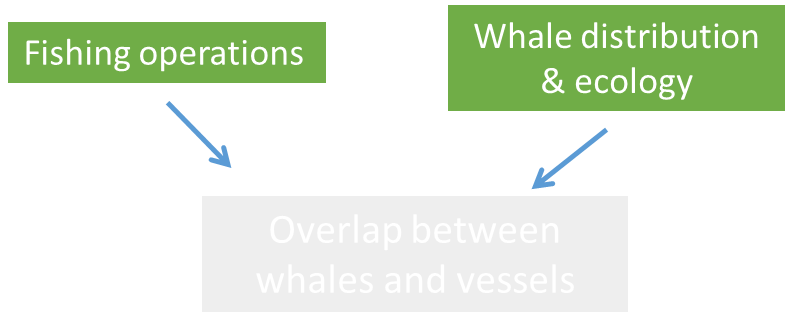 Fishing operations
Whale distribution
& ecology
Overlap between
whales and vessels